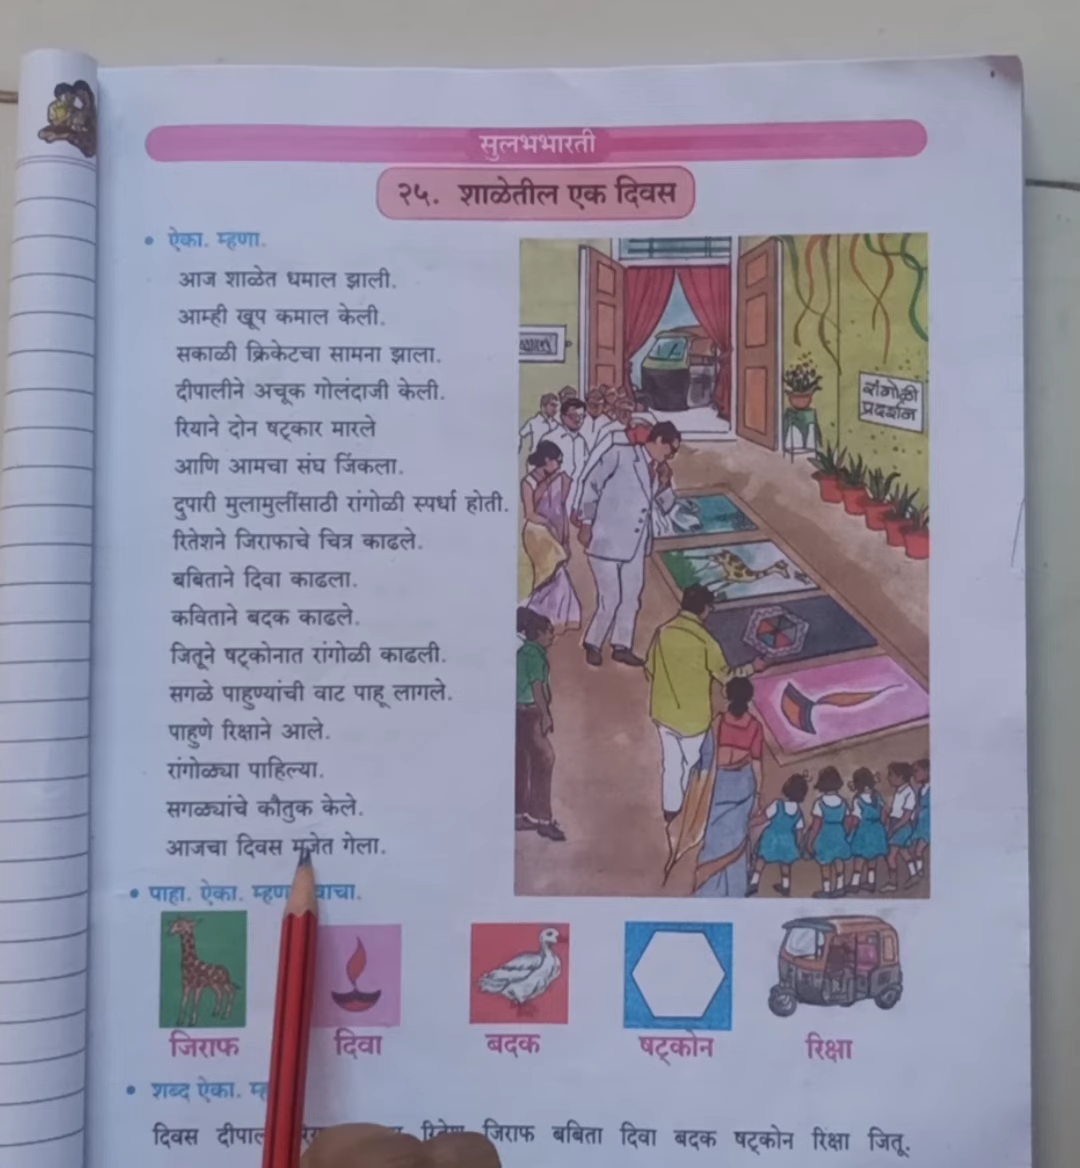 सुलभभारती
२५. शाळेतील एक दिवस
• ऐका. म्हणा.
आज शाळेत धमाल झाली.
आम्ही खूप कमाल केली.
सकाळी क्रिकेटचा सामना झाला.
दीपालीने अचूक गोलंदाजी केली.
रियाने दोन षट्कार मारले
आणि आमचा संघ जिंकला.
दुपारी मुलामुलींसाठी रांगोळी स्पर्धा होती.
रितेशने जिराफाचे चित्र काढले.
बबिताने दिवा काढला.
कविताने बदक काढले.
जितूने षट्कोनात रांगोळी काढली.
सगळे पाहुण्यांची वाट पाहू लागले.
पाहुणे रिक्षाने आले.
रांगोळ्या पाहिल्या.
सगळ्यांचे कौतुक केले.
आजचा दिवस मजेत गेला.
रांगोळी
प्रदर्शन
• पाहा. ऐका. म्हणा. वाचा.
जिराफ दिवा बदक षट्कोन रिक्षा
• शब्द ऐका.
दिवस जिराफ बबिता दिवा बदक षट्कोन रिक्षा जितू.